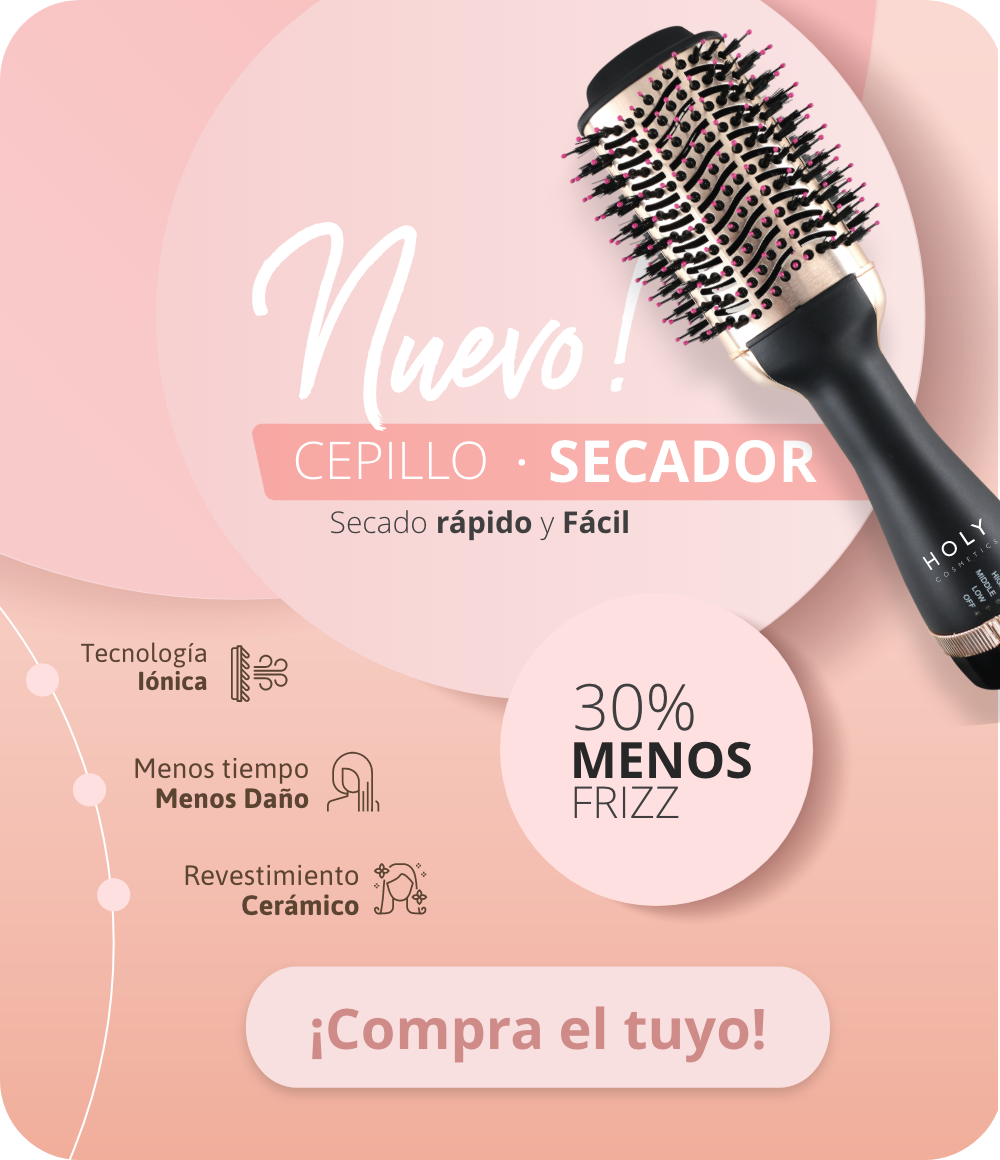 Nuevo !
CEPILLO · SECADOR
Secado rápido y Fácil
HOLY
COSMETICS
HIGH
MIDDLE
LOW
OFF
Tecnología
Iónica
Menos tiempo
Menos Daño
Revestimiento
Cerámico
30%
MENOS
FRIZZ
¡Compra el tuyo!